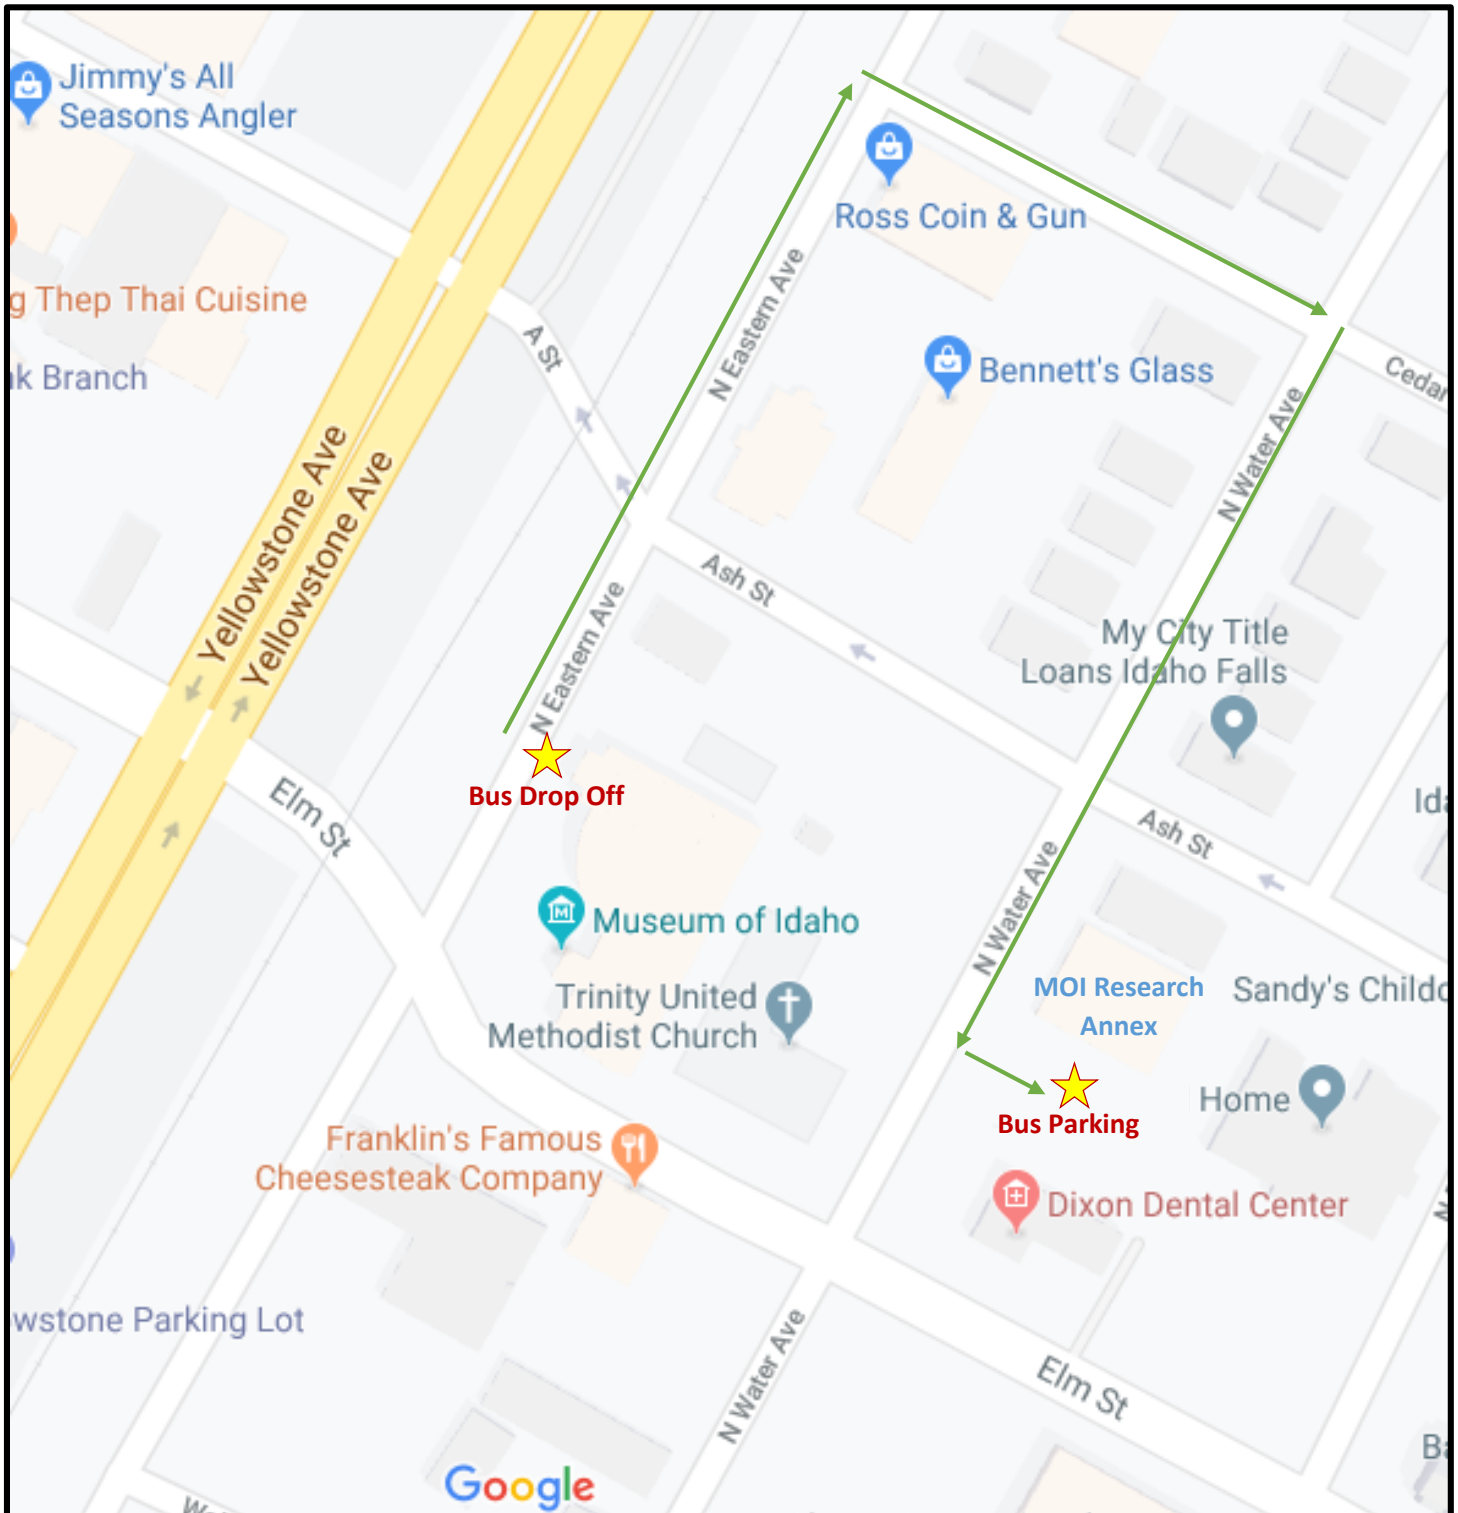 Jimmy's All
Seasons Angler
Ross Coin & Gun
g Thep Thai Cuisine
A St
N Eastern Ave
Bennett's Glass
k Branch
Cedar
N Water Ave
Yellowstone Ave
Yellowstone Ave
Ash St
N Eastern Ave
My City Title
Loans Idaho Falls
Elm St
Bus Drop Off
Ash St
N Water Ave
Museum of Idaho
MOI Research
Annex
Sandy's Childc
Trinity United
Methodist Church
Home
Bus Parking
Franklin's Famous
Cheesesteak Company
Dixon Dental Center
wstone Parking Lot
N Water Ave
Elm St
Google